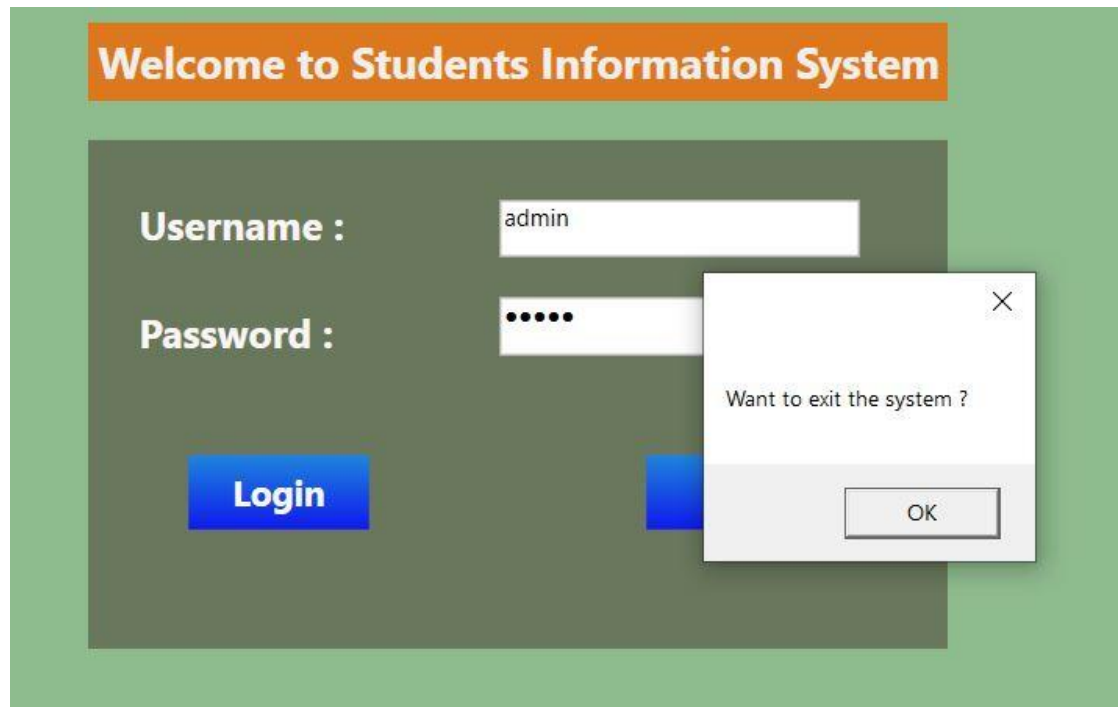 Welcome to Students Information System
Username :
admin
Password :
•••••
Want to exit the system ?
Login
OK